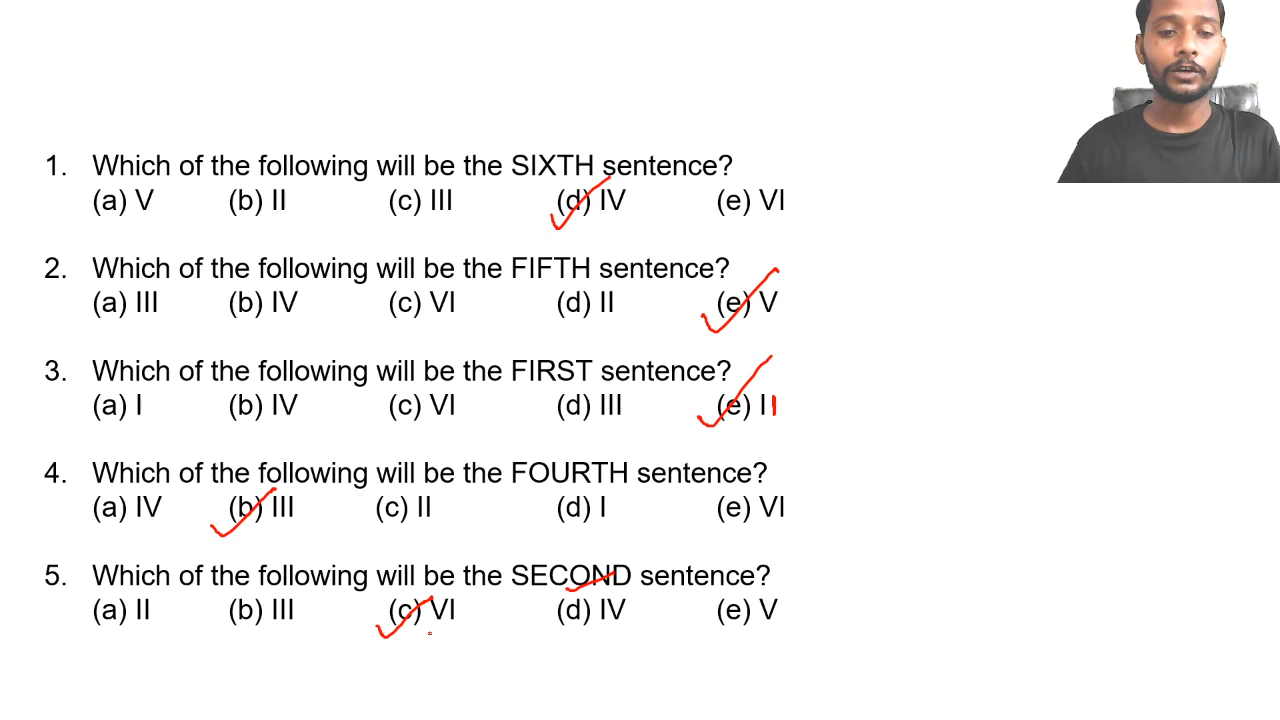 1. Which of the following will be the SIXTH sentence?
(a) V (b) II (c) III (d) IV (e) VI
2. Which of the following will be the FIFTH sentence?
(a) III (b) IV (c) VI (d) II (e) V
3. Which of the following will be the FIRST sentence?
(a) I (b) IV (c) VI (d) III (e) II
4. Which of the following will be the FOURTH sentence?
(a) IV (b) III (c) II (d) I (e) VI
5. Which of the following will be the SECOND sentence?
(a) II (b) III (c) VI (d) IV (e) V